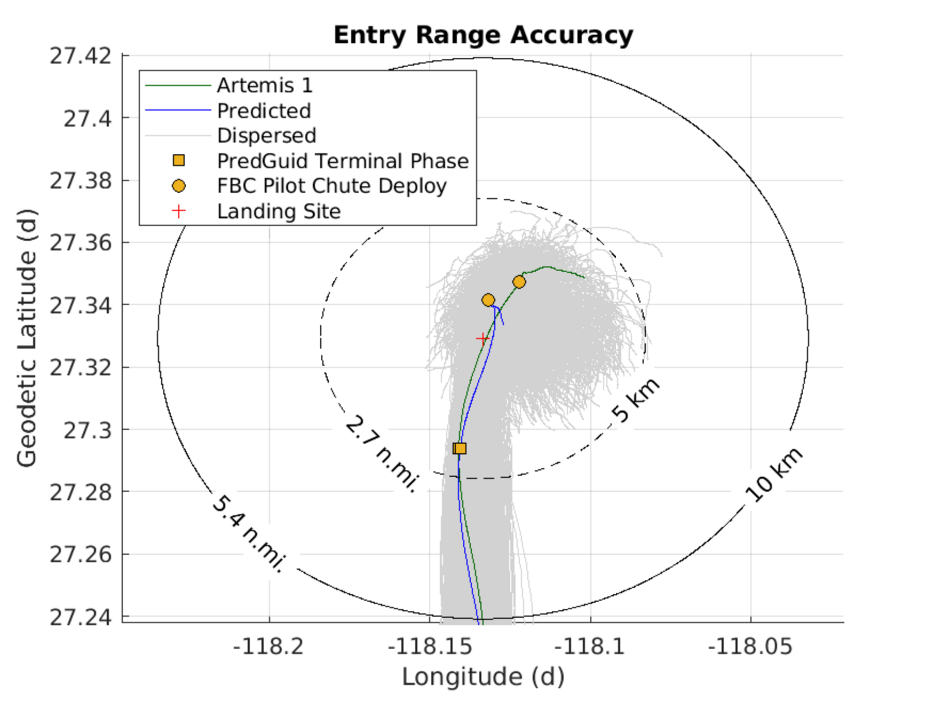 Entry Range Accuracy
27.42
27.4
27.38
27.36
27.34
27.32
27.3
27.28
27.26
27.24
Geodetic Latitude (d)
Artemis 1
Predicted
Dispersed
PredGuid Terminal Phase
FBC Pilot Chute Deploy
Landing Site
2.7 n.mi.
5 km
5.4 n.mi.
10 km
-118.2
-118.15
-118.1
-118.05
Longitude (d)